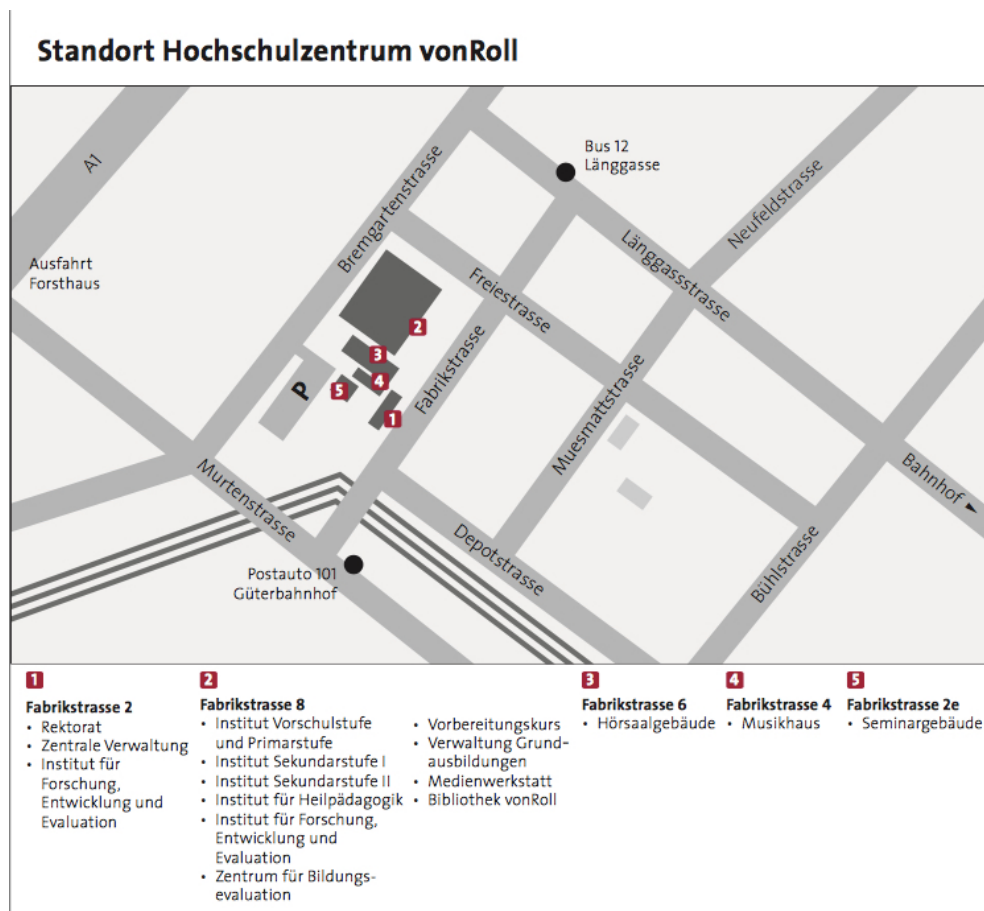 Standort Hochschulzentrum vonRoll
A1
Bus 12
Länggasse
Neufeldstrasse
Bremgartenstrasse
Ausfahrt
Forsthaus
Länggassstrasse
Freiestrasse
2
3
4
5
P
1
Fabrikstrasse
Muesmattstrasse
Murtenstrasse
Bahnhof
Depotstrasse
Bühlstrasse
Postauto 101
Güterbahnhof
1
Fabrikstrasse 2
• Rektorat
• Zentrale Verwaltung
• Institut für
Forschung,
Entwicklung und
Evaluation
2
Fabrikstrasse 8
• Institut Vorschulstufe
und Primarstufe
• Institut Sekundarstufe I
• Institut Sekundarstufe II
• Institut für Heilpädagogik
• Institut für Forschung,
Entwicklung und
Evaluation
• Zentrum für Bildungs-
evaluation
• Vorbereitungskurs
• Verwaltung Grund-
ausbildungen
• Medienwerkstatt
• Bibliothek vonRoll
3
Fabrikstrasse 6
• Hörsaalgebäude
4
Fabrikstrasse 4
• Musikhaus
5
Fabrikstrasse 2e
• Seminargebäude